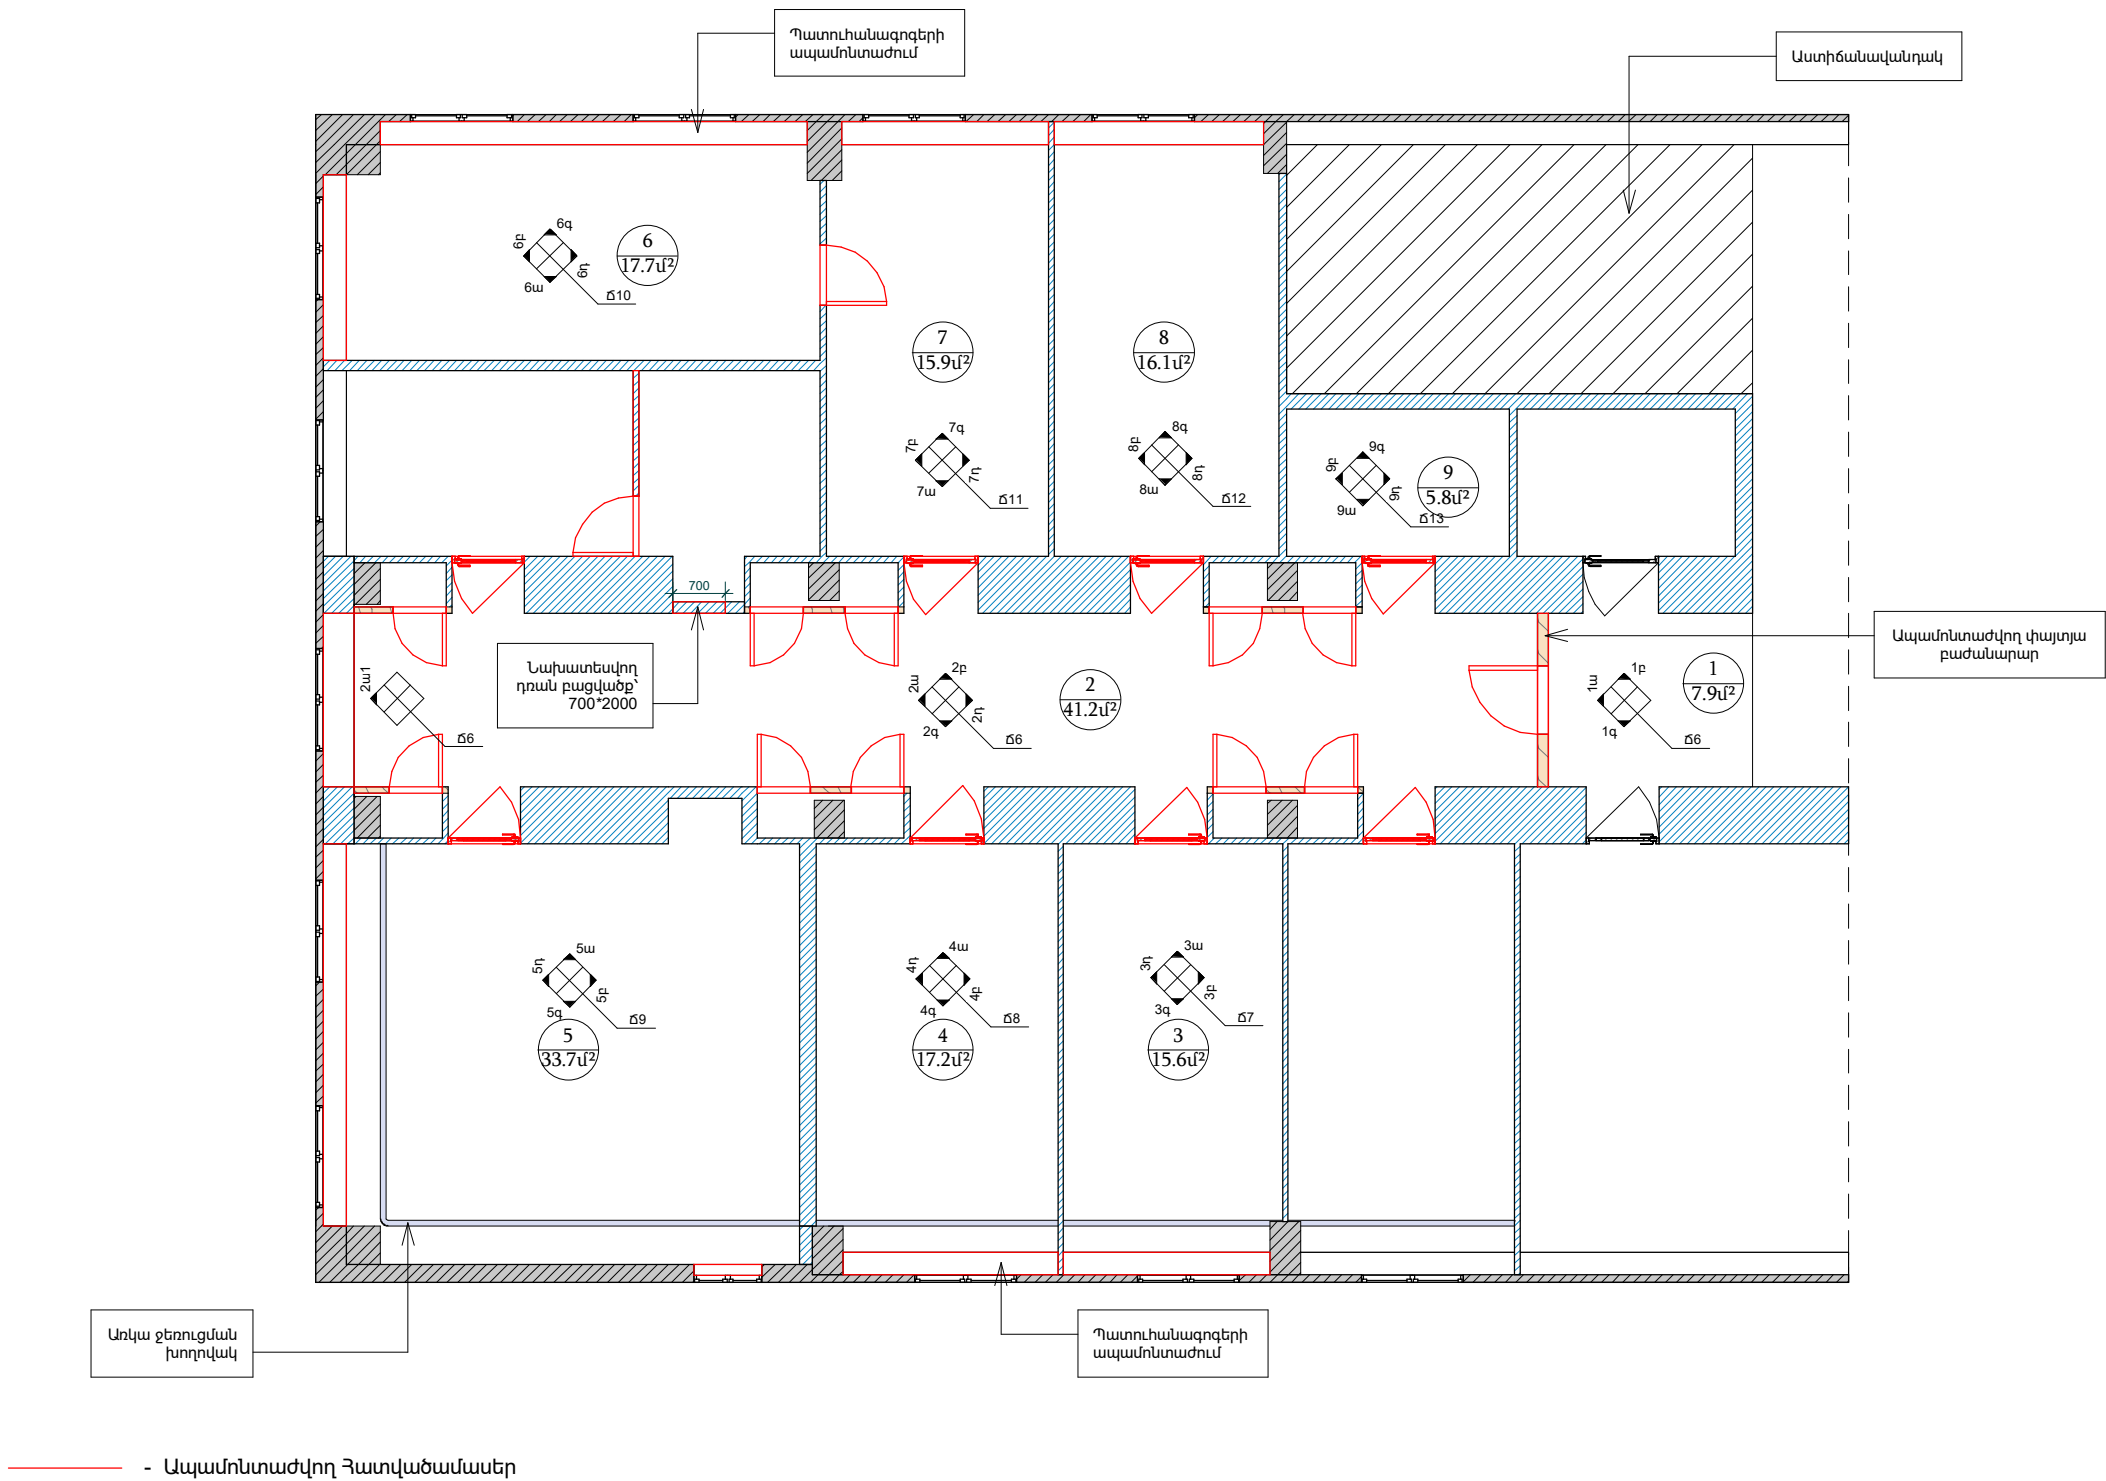 Պատուհանագոգերի
ապամոնտաժում
Աստիճանավանդակ
6գ
6բ
6դ
6ա
Ճ10
6
17.7մ²
7
15.9մ²
8
16.1մ²
7գ
7բ
7դ
7ա
Ճ11
8գ
8բ
8դ
8ա
Ճ12
9գ
9բ
9դ
9ա
Ճ13
9
5.8մ²
700
Նախատեսվող
դռան բացվածք՝
700*2000
2ա1
Ճ6
2բ
2ա
2դ
2գ
Ճ6
2
41.2մ²
1բ
1ա
1գ
Ճ6
1
7.9մ²
Ապամոնտաժվող փայտյա
բաժանարար
5ա
5դ
5բ
5գ
Ճ9
5
33.7մ²
4ա
4դ
4բ
4գ
Ճ8
4
17.2մ²
3ա
3դ
3բ
3գ
Ճ7
3
15.6մ²
Առկա ջեռուցման
խողովակ
Պատուհանագոգերի
ապամոնտաժում
- Ապամոնտաժվող Հատվածամասեր